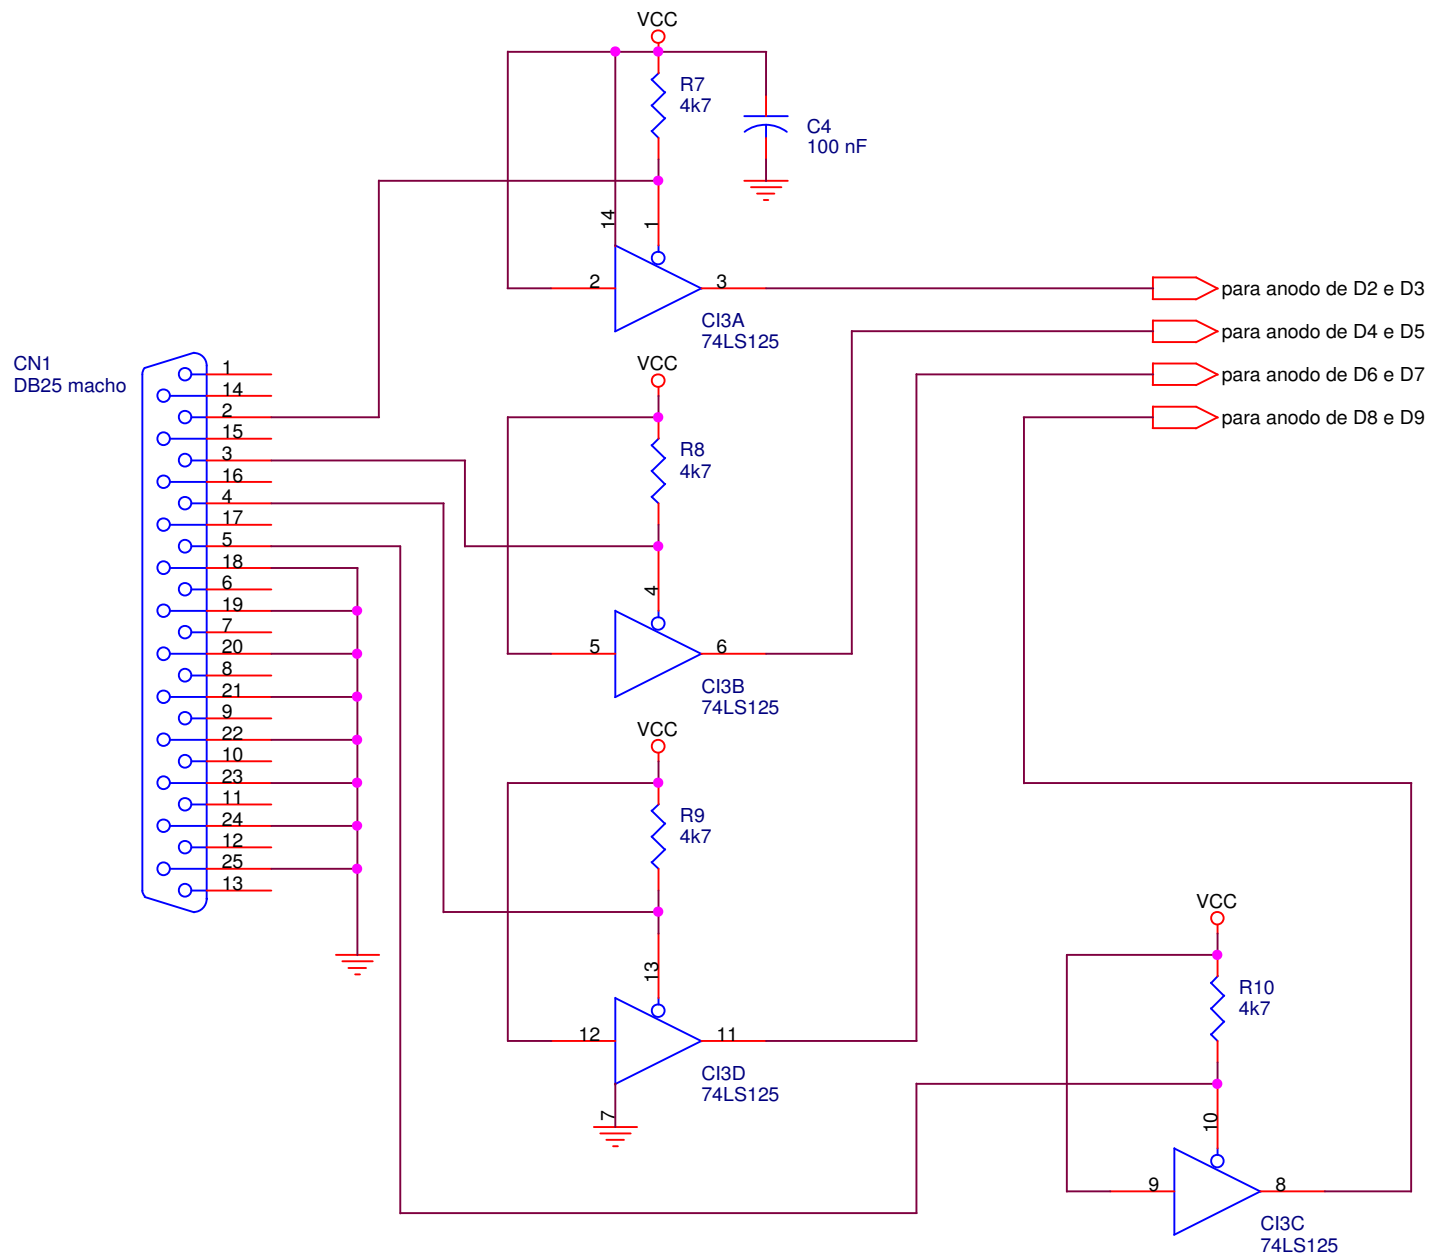 VCC
R7
4k7
C4
100 nF
14
1
2
3
CI3A
74LS125
para anodo de D2 e D3
para anodo de D4 e D5
para anodo de D6 e D7
para anodo de D8 e D9
CN1
DB25 macho
1
14
2
15
3
16
4
17
5
18
6
19
7
20
8
21
9
22
10
23
11
24
12
25
13
VCC
R8
4k7
4
5
6
CI3B
74LS125
VCC
R9
4k7
13
12
11
CI3D
74LS125
7
VCC
R10
4k7
10
9
8
CI3C
74LS125